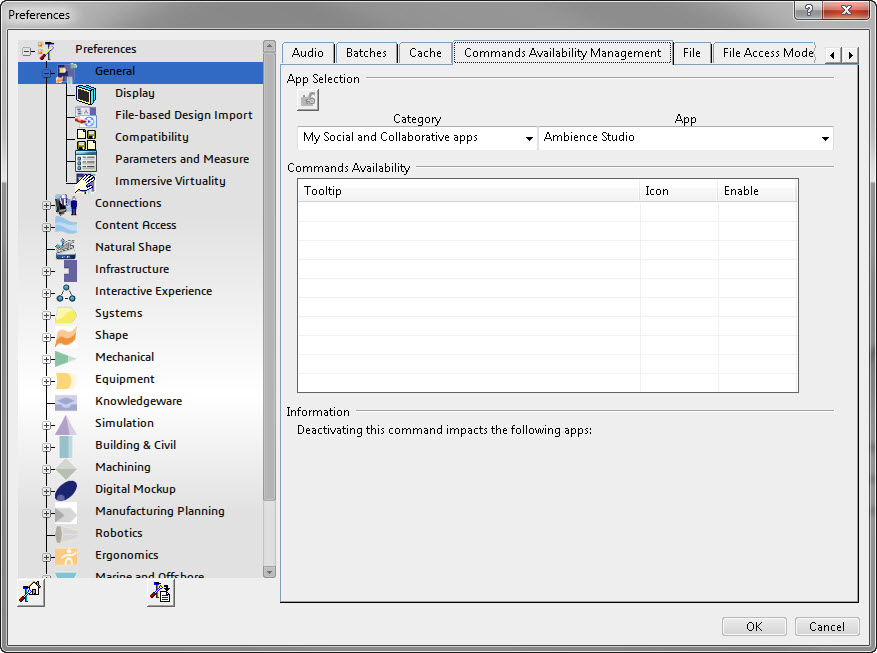 Preferences
Preferences
General
Display
File-based Design Import
Compatibility
Parameters and Measure
Immersive Virtuality
Connections
Content Access
Natural Shape
Infrastructure
Interactive Experience
Systems
Shape
Mechanical
Equipment
Knowledgeware
Simulation
Building & Civil
Machining
Digital Mockup
Manufacturing Planning
Robotics
Ergonomics
Marine and Offshore
Audio
Batches
Cache
Commands Availability Management
File
File Access Mode
App Selection
Category
App
My Social and Collaborative apps
Ambience Studio
Commands Availability
Tooltip
Icon
Enable
Information
Deactivating this command impacts the following apps:
OK
Cancel